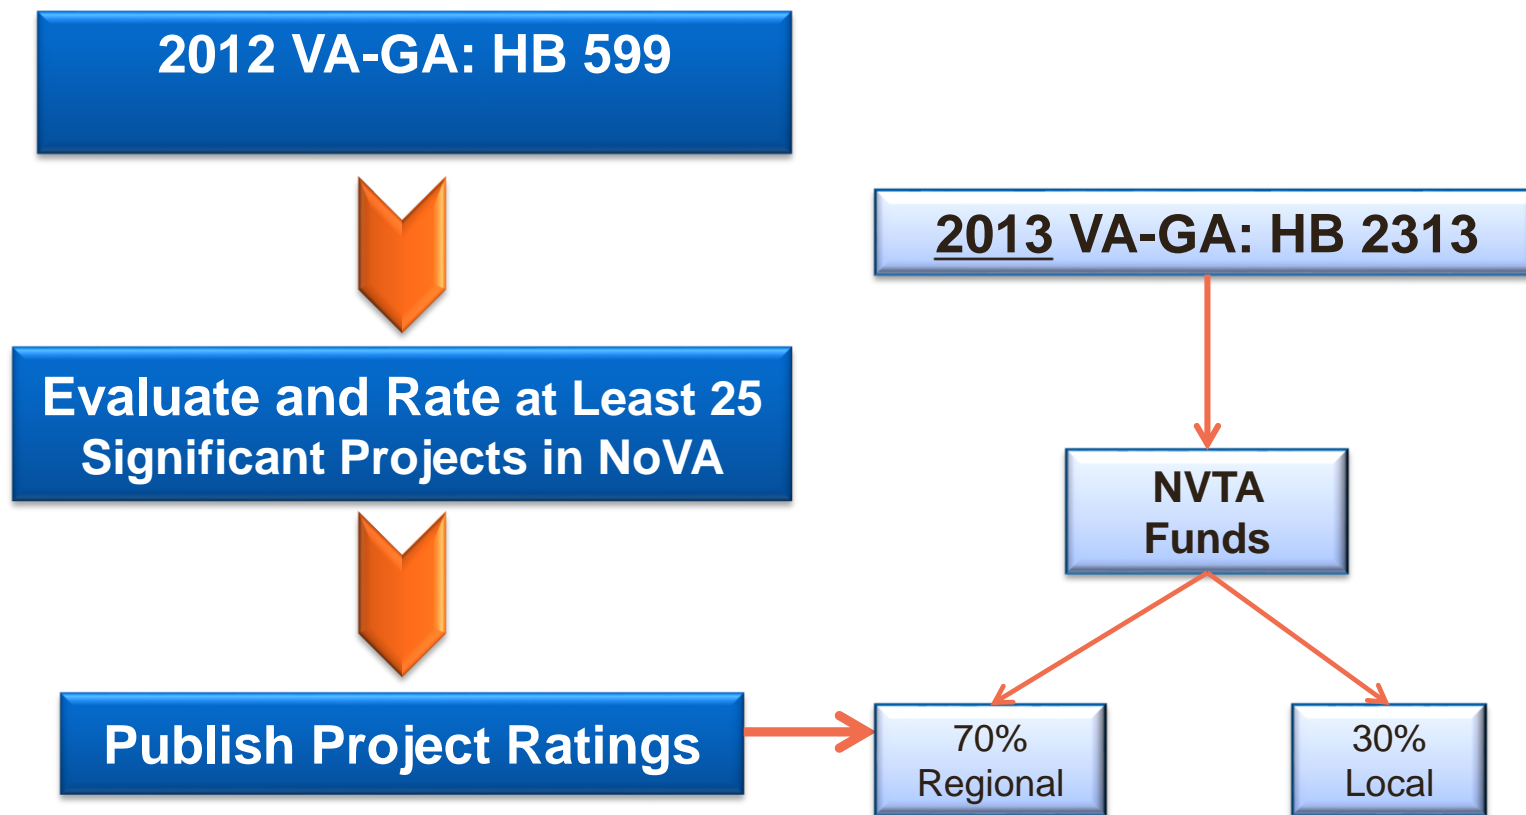 2012 VA-GA: HB 599
Evaluate and Rate at Least 25
Significant Projects in NoVA
Publish Project Ratings
2013 VA-GA: HB 2313
NVTA
Funds
70%
Regional
30%
Local